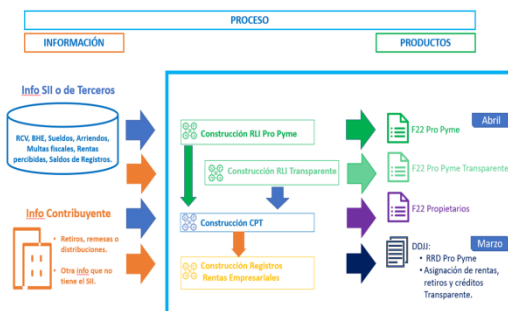 PROCESO
INFORMACIÓN
PRODUCTOS
Info SII o de Terceros
RCV, BHE, Sueldos, Arriendos,
Multas fiscales, Rentas
percibidas, Saldos de Registros.
Info Contribuyente
• Retiros, remesas o
distribuciones.
• Otra info que no
tiene el SII.
Construcción RLI Pro Pyme
Construcción RLI Transparente
Construcción CPT
Construcción Registros
Rentas Empresariales
Abril
F22 Pro Pyme
F22 Pro Pyme Transparente
F22 Propietarios
Marzo
DDJJ:
• RRD Pro Pyme
• Asignación de rentas,
retiros y créditos
Transparente.